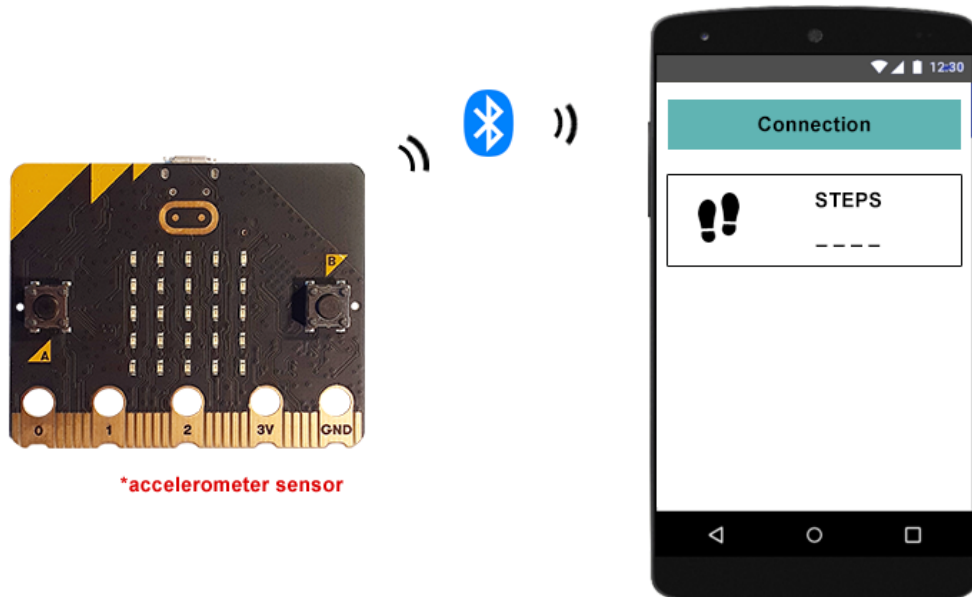 12:30
Connection
STEPS
_ _ _ _
B
A
0 1 2 3V GND
*accelerometer sensor